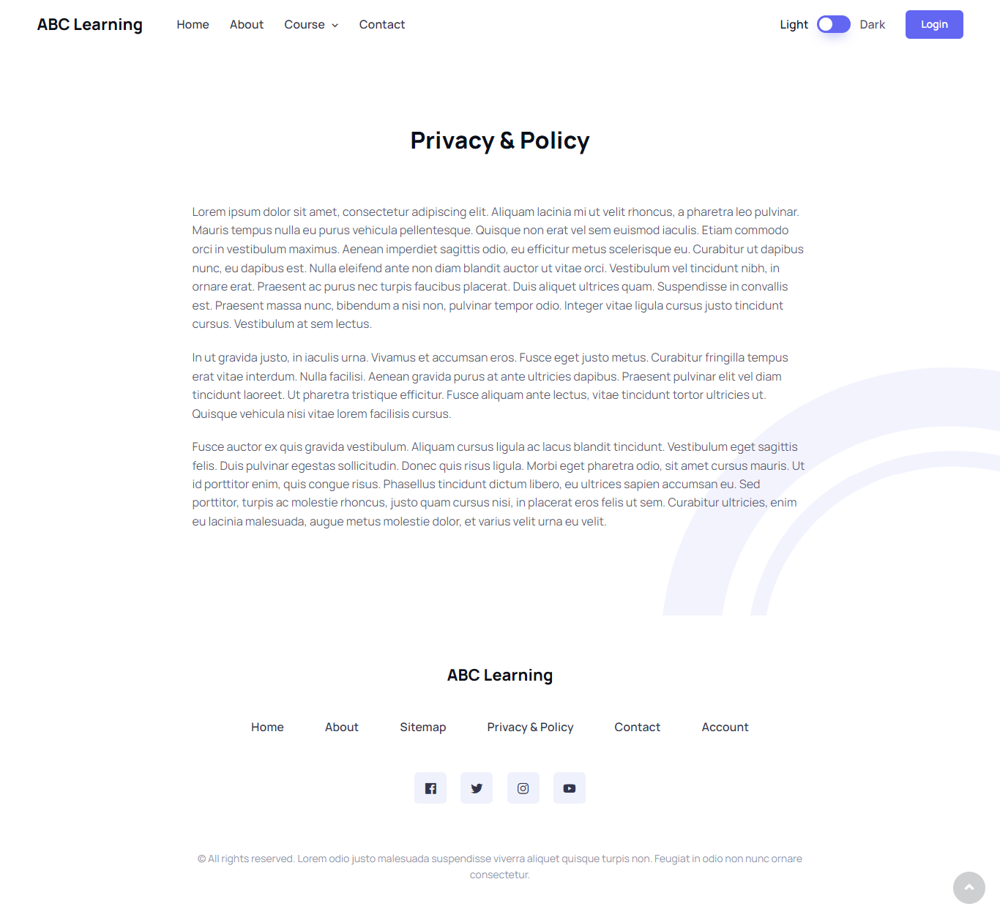 ABC Learning
Home
About
Course
Contact
Light
Dark
Login
Privacy & Policy
Lorem ipsum dolor sit amet, consectetur adipiscing elit. Aliquam lacinia mi ut velit rhoncus, a pharetra leo pulvinar.
Mauris tempus nulla eu purus vehicula pellentesque. Quisque non erat vel sem euismod iaculis. Etiam commodo
orci in vestibulum maximus. Aenean imperdiet sagittis odio, eu efficitur metus scelerisque eu. Curabitur ut dapibus
nunc, eu dapibus est. Nulla eleifend ante non diam blandit auctor ut vitae orci. Vestibulum vel tincidunt nibh, in
ornare erat. Praesent ac purus nec turpis faucibus placerat. Duis aliquet ultrices quam. Suspendisse in convallis
est. Praesent massa nunc, bibendum a nisi non, pulvinar tempor odio. Integer vitae ligula cursus justo tincidunt
cursus. Vestibulum at sem lectus.
In ut gravida justo, in iaculis urna. Vivamus et accumsan eros. Fusce eget justo metus. Curabitur fringilla tempus
erat vitae interdum. Nulla facilisi. Aenean gravida purus at ante ultricies dapibus. Praesent pulvinar elit vel diam
tincidunt laoreet. Ut pharetra tristique efficitur. Fusce aliquam ante lectus, vitae tincidunt tortor ultricies ut.
Quisque vehicula nisi vitae lorem facilisis cursus.
Fusce auctor ex quis gravida vestibulum. Aliquam cursus ligula ac lacus blandit tincidunt. Vestibulum eget sagittis
felis. Duis pulvinar egestas sollicitudin. Donec quis risus ligula. Morbi eget pharetra odio, sit amet cursus mauris. Ut
id porttitor enim, quis congue risus. Phasellus tincidunt dictum libero, eu ultrices sapien accumsan eu. Sed
porttitor, turpis ac molestie rhoncus, justo quam cursus nisi, in placerat eros felis ut sem. Curabitur ultricies, enim
eu lacinia malesuada, augue metus molestie dolor, et varius velit urna eu velit.
ABC Learning
Home
About
Sitemap
Privacy & Policy
Contact
Account
© All rights reserved. Lorem odio justo malesuada suspendisse viverra aliquet quisque turpis non. Feugiat in odio non nunc ornare
consectetur.